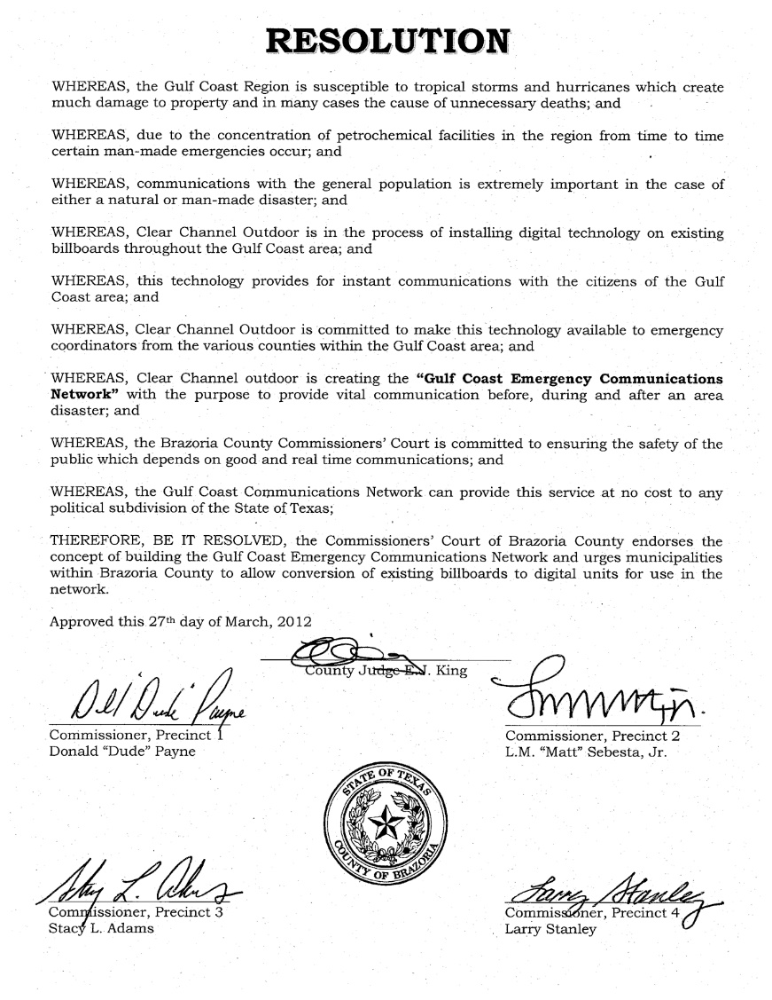 RESOLUTION
WHEREAS, the Gulf Coast Region is susceptible to tropical storms and hurricanes which create
much damage to property and in many cases the cause of unnecessary deaths; and
WHEREAS, due to the concentration of petrochemical facilities in the region from time to time
certain man-made emergencies occur; and
WHEREAS, communications with the general population is extremely important in the case of
either a natural or man-made disaster; and
WHEREAS, Clear Channel Outdoor is in the process of installing digital technology on existing
billboards throughout the Gulf Coast area; and
WHEREAS, this technology provides for instant communications with the citizens of the Gulf
Coast area; and
WHEREAS, Clear Channel Outdoor is committed to make this technology available to emergency
coordinators from the various counties within the Gulf Coast area; and
WHEREAS, Clear Channel outdoor is creating the "Gulf Coast Emergency Communications
Network" with the purpose to provide vital communication before, during and after an area
disaster; and
WHEREAS, the Brazoria County Commissioners' Court is committed to ensuring the safety of the
public which depends on good and real time communications; and
WHEREAS, the Gulf Coast Communications Network can provide this service at no cost to any
political subdivision of the State of Texas;
THEREFORE, BE IT RESOLVED, the Commissioners' Court of Brazoria County endorses the
concept of building the Gulf Coast Emergency Communications Network and urges municipalities
within Brazoria County to allow conversion of existing billboards to digital units for use in the
network.
Approved this 27th day of March, 2012
County Judge E.J. King
"Dude" Payne
Commissioner, Precinct 1
Donald "Dude" Payne
Commissioner, Precinct 2
L.M. "Matt" Sebesta, Jr.
STATE OF TEXAS
COUNTY OF BRAZORIA
Stacy L. Adams
Commissioner, Precinct 3
Stacy L. Adams
Larry Stanley
Commissioner, Precinct 4
Larry Stanley